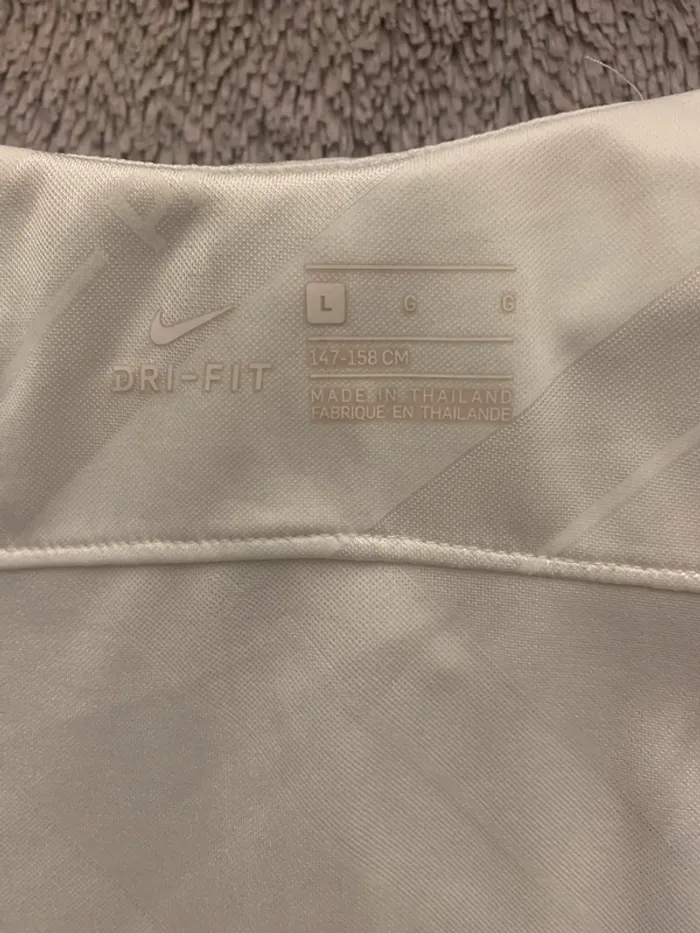 DRI-FIT
L G G
147-158 CM
MADE IN THAILAND
FABRIQUE EN THAILANDE